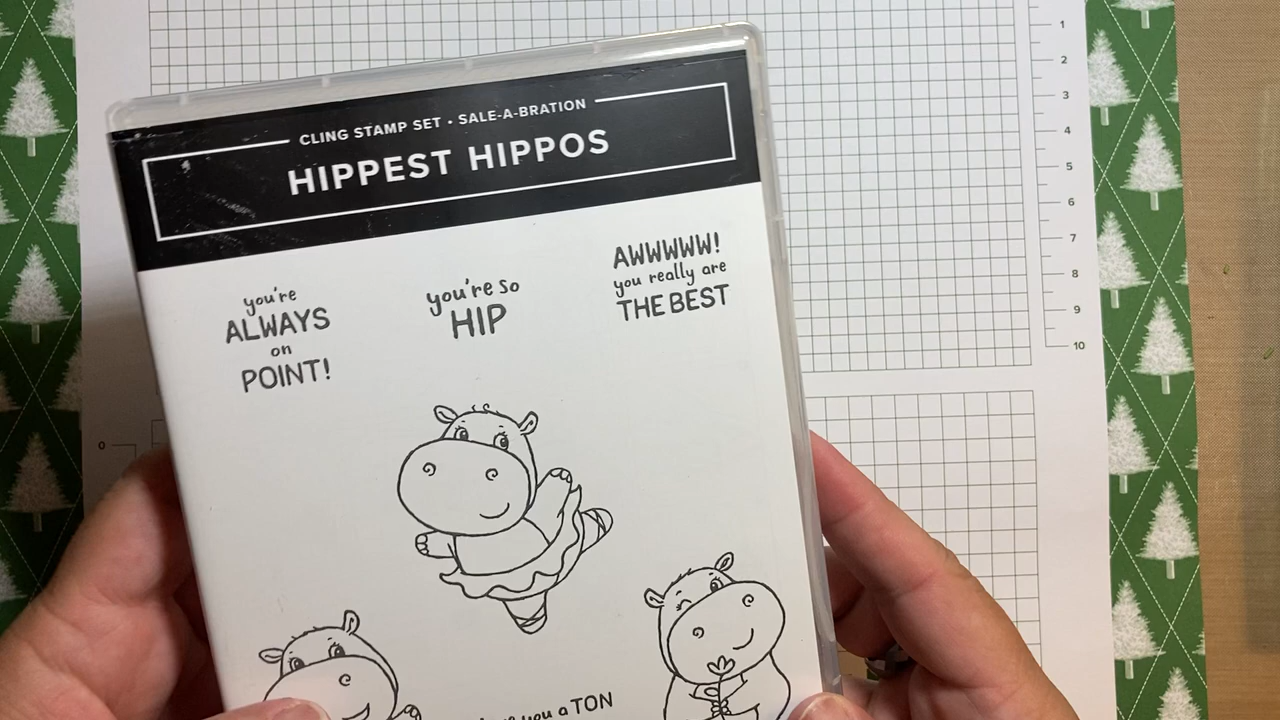 CLING STAMP SET • SALE-A-BRATION
HIPPEST HIPPOS
you're
ALWAYS
on
POINT!
you're so
HIP
AWWWWW!
you really are
THE BEST
you a TON
1
2
3
4
5
6
7
8
9
10
0